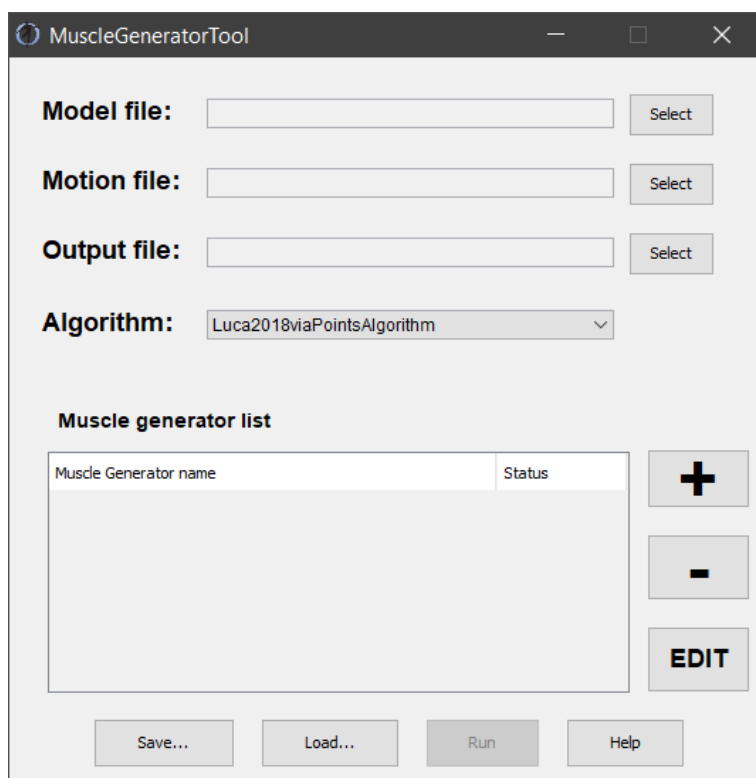 MuscleGeneratorTool
Model file:
Select
Motion file:
Select
Output file:
Select
Algorithm:
Luca2018viaPointsAlgorithm
Muscle generator list
Muscle Generator name
Status
+
-
EDIT
Save...
Load...
Run
Help